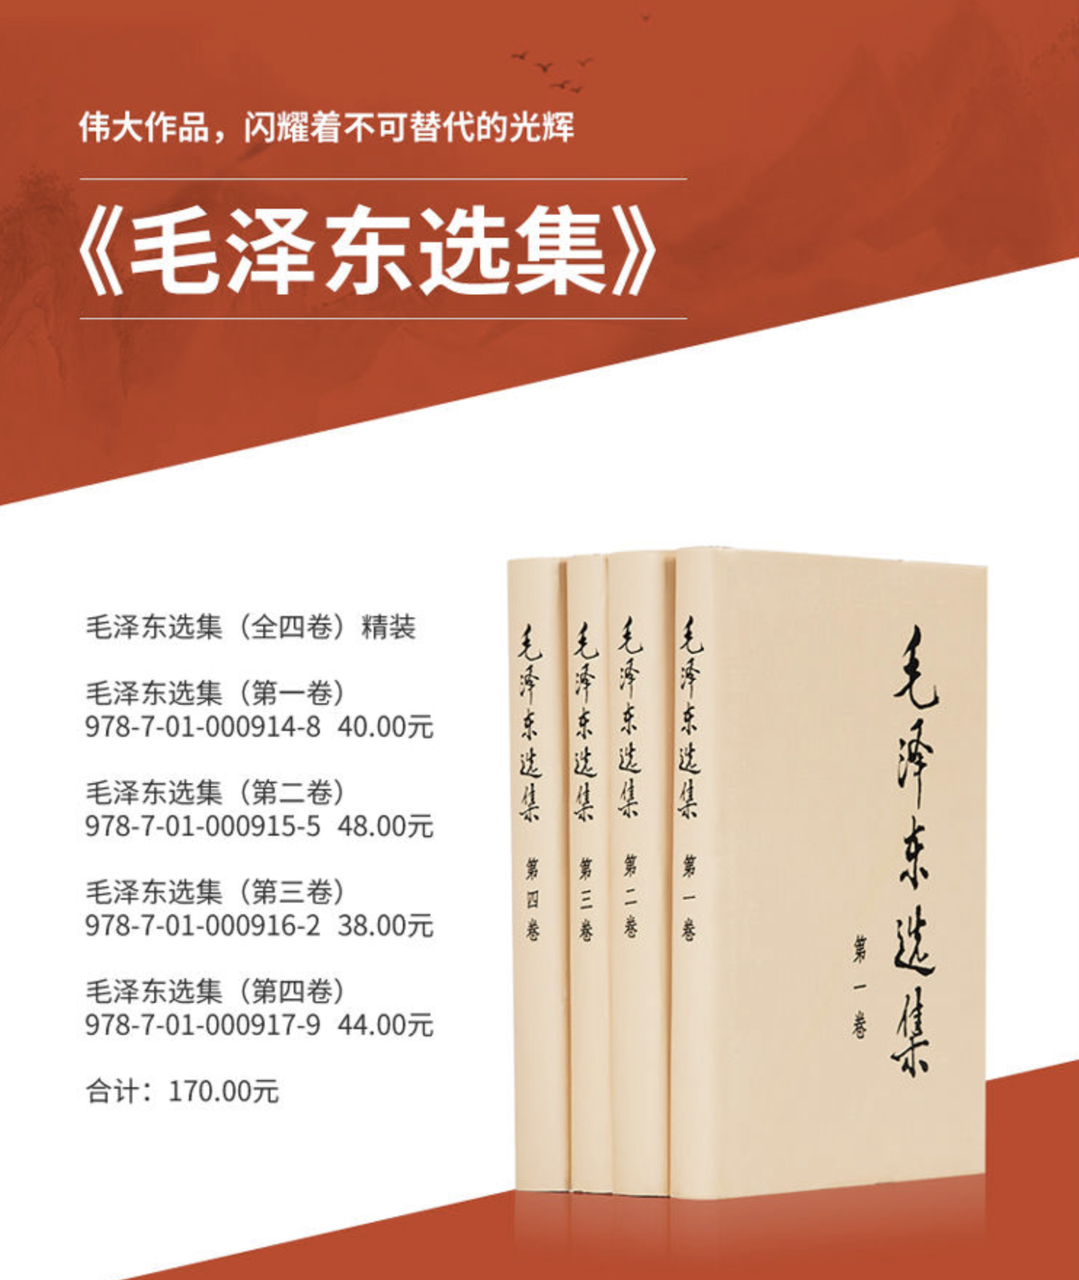 伟大作品，闪耀着不可替代的光辉
《毛泽东选集》
毛泽东选集（全四卷）精装
毛泽东选集（第一卷）
978-7-01-000914-8 40.00元
毛泽东选集（第二卷）
978-7-01-000915-5 48.00元
毛泽东选集（第三卷）
978-7-01-000916-2 38.00元
毛泽东选集（第四卷）
978-7-01-000917-9 44.00元
合计：170.00元
毛泽东选集 第四卷
毛泽东选集 第三卷
毛泽东选集 第二卷
毛泽东选集 第一卷
毛泽东选集
第一卷